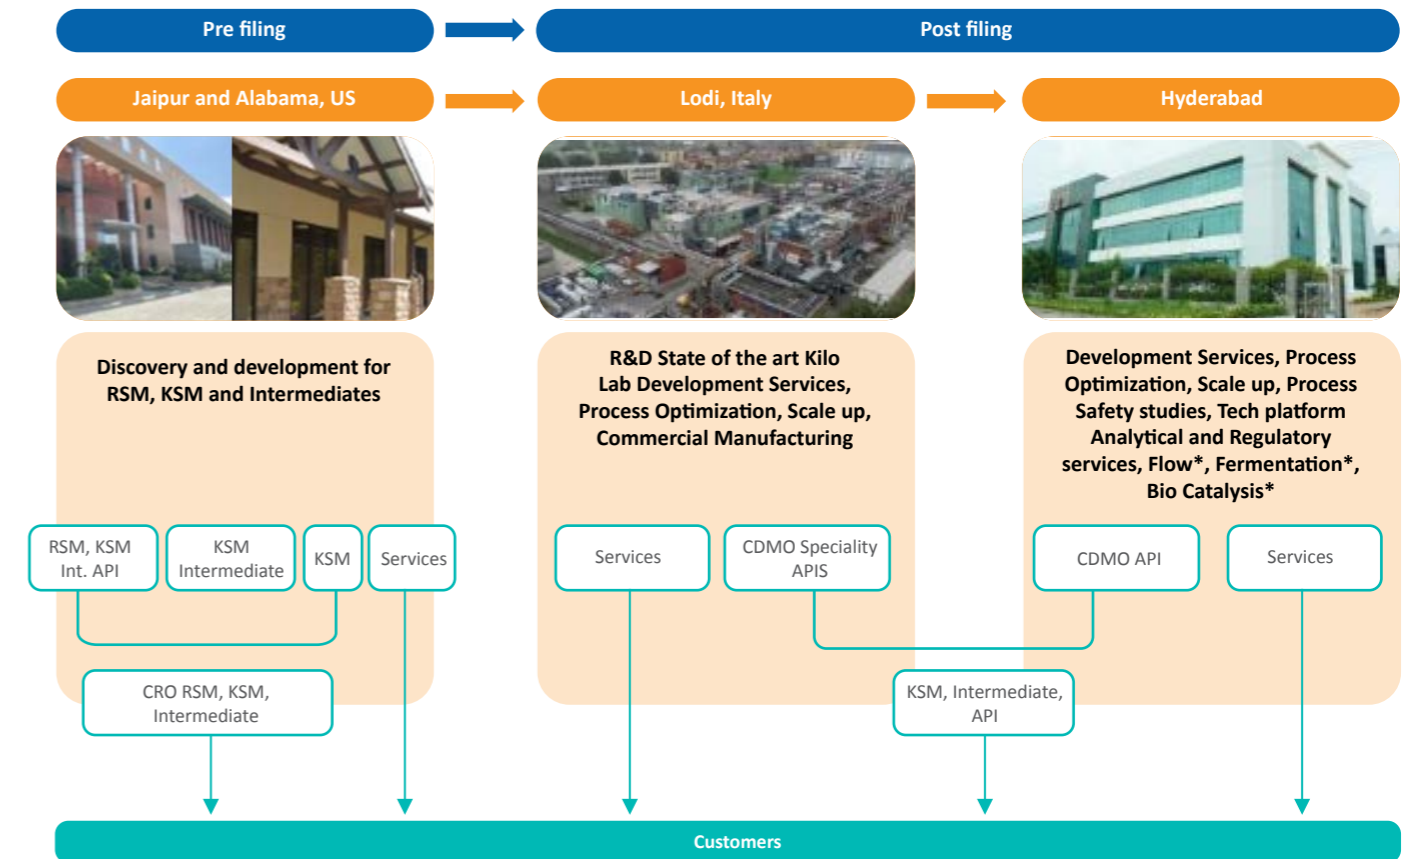 Pre filing
Post filing
Jaipur and Alabama, US
Lodi, Italy
Hyderabad
Discovery and development for
RSM, KSM and Intermediates
R&D State of the art Kilo
Lab Development Services,
Process Optimization, Scale up,
Commercial Manufacturing
Development Services, Process
Optimization, Scale up, Process
Safety studies, Tech platform
Analytical and Regulatory
services, Flow*, Fermentation*,
Bio Catalysis*
RSM, KSM
Int. API
KSM
Intermediate
KSM
Services
Services
CDMO Speciality
APIS
CDMO API
Services
CRO RSM, KSM,
Intermediate
KSM, Intermediate,
API
Customers